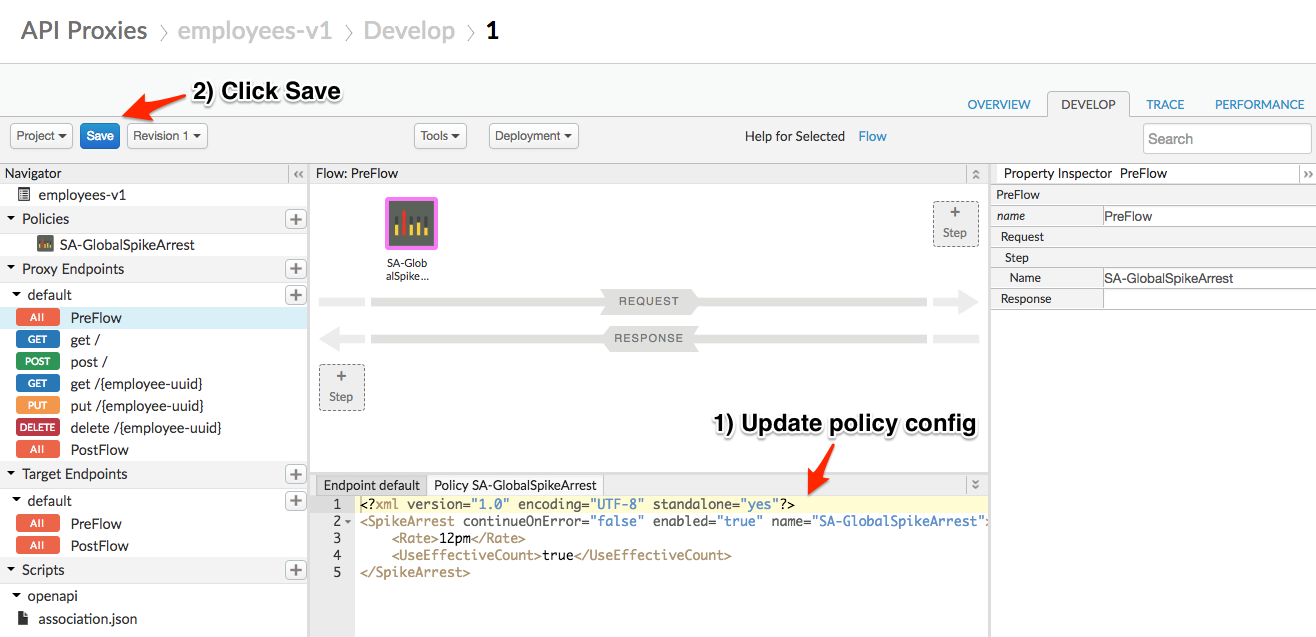 API Proxies > employees-v1 > Develop > 1
2) Click Save
OVERVIEW DEVELOP TRACE PERFORMANCE
Project Save Revision 1 Tools Deployment Help for Selected Flow Search
Navigator
employees-v1
Policies
SA-GlobalSpikeArrest
Proxy Endpoints
default
All PreFlow
GET get /
POST post /
GET get /{employee-uuid}
PUT put /{employee-uuid}
DELETE delete /{employee-uuid}
All PostFlow
Target Endpoints
default
All PreFlow
All PostFlow
Scripts
openapi
association.json
Flow: PreFlow
SA-Glob
alSpike...
+
Step
REQUEST
RESPONSE
+
Step
1) Update policy config
Endpoint default Policy SA-GlobalSpikeArrest
1 <?xml version="1.0" encoding="UTF-8" standalone="yes"?>
2 <SpikeArrest continueOnError="false" enabled="true" name="SA-GlobalSpikeArrest">
3 <Rate>12pm</Rate>
4 <UseEffectiveCount>true</UseEffectiveCount>
5 </SpikeArrest>
Property Inspector PreFlow
PreFlow
name PreFlow
Request
Step
Name SA-GlobalSpikeArrest
Response